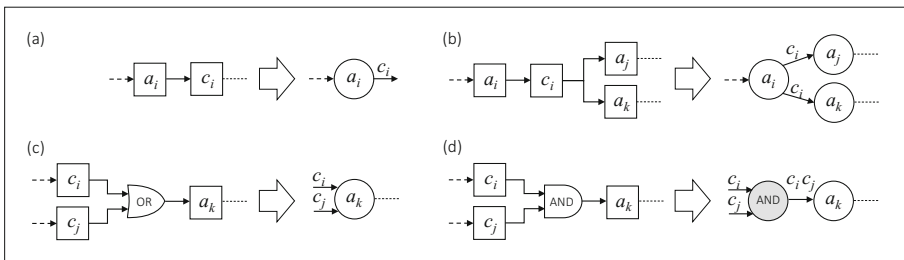 (a)
a_i c_i a_i c_i
(b)
a_i c_i a_j a_k a_i c_i c_i a_j a_k
(c)
c_i c_j OR a_k c_i c_j a_k
(d)
c_i c_j AND a_k c_i c_j AND c_i c_j a_k